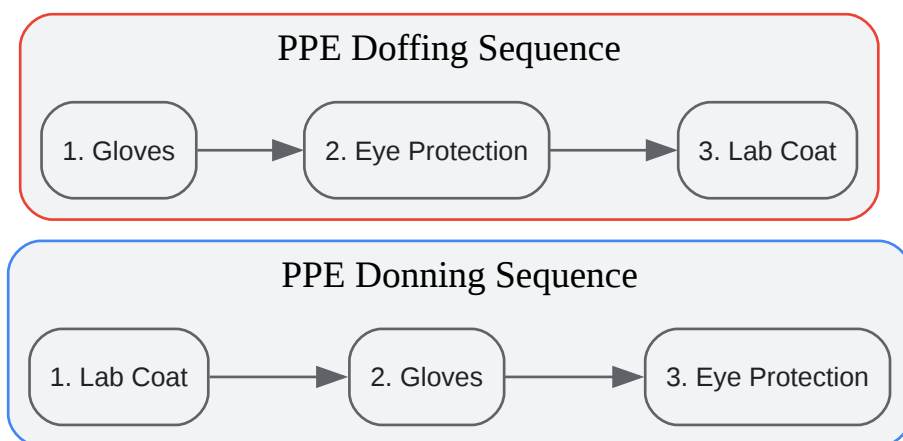 PPE Doffing Sequence
1. Gloves
2. Eye Protection
3. Lab Coat
PPE Donning Sequence
1. Lab Coat
2. Gloves
3. Eye Protection